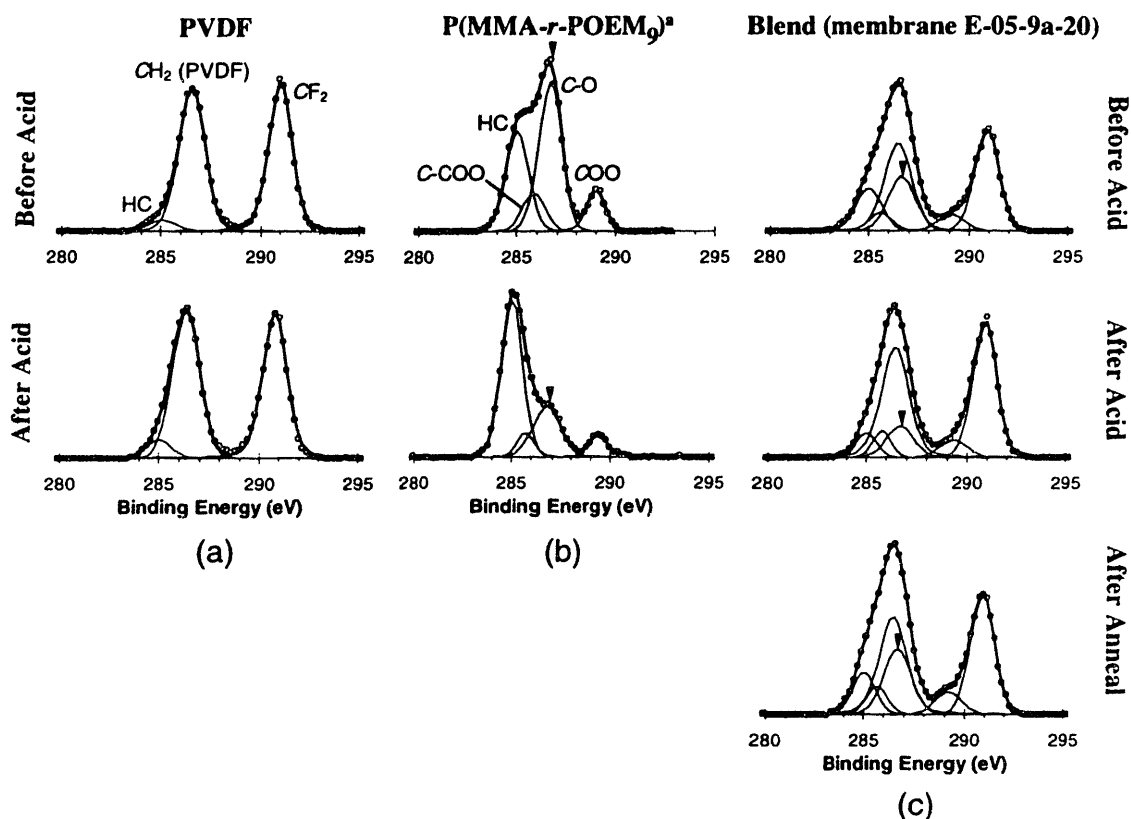 PVDF
P(MMA-r-POEM9)a
Blend (membrane E-05-9a-20)
Before Acid
CH2 (PVDF)
CF2
HC
280 285 290 295
C-O
HC
C-COO
COO
280 285 290 295
280 285 290 295
Before Acid
After Acid
280 285 290 295
Binding Energy (eV)
(a)
280 285 290 295
Binding Energy (eV)
(b)
280 285 290 295
Binding Energy (eV)
After Acid
After Anneal
280 285 290 295
Binding Energy (eV)
(c)